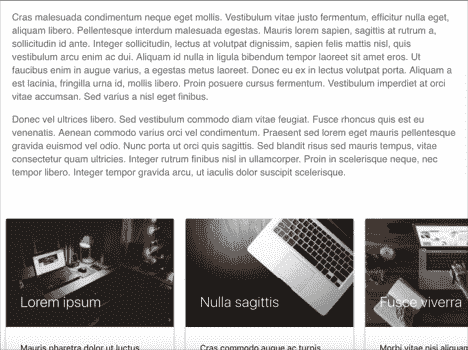 Cras malesuada condimentum neque eget mollis. Vestibulum vitae justo fermentum, efficitur nulla eget,
aliquam libero. Pellentesque interdum malesuada egestas. Mauris lorem sapien, sagittis at rutrum a,
sollicitudin id ante. Integer sollicitudin, lectus at volutpat dignissim, sapien felis mattis nisl, quis
vestibulum arcu enim ac dui. Aliquam id nulla in ligula bibendum tempor laoreet sit amet eros. Ut
faucibus enim in augue varius, a egestas metus laoreet. Donec eu ex in lectus volutpat porta. Aliquam a
est lacinia, fringilla urna id, mollis libero. Proin posuere cursus fermentum. Vestibulum imperdiet at orci
vitae accumsan. Sed varius a nisl eget finibus.
Donec vel ultrices libero. Sed vestibulum commodo diam vitae feugiat. Fusce rhoncus quis est eu
venenatis. Aenean commodo varius orci vel condimentum. Praesent sed lorem eget mauris pellentesque
gravida euismod vel odio. Nunc porta ut orci quis sagittis. Sed blandit risus sed mauris tempus, vitae
consectetur quam ultricies. Integer rutrum finibus nisl in ullamcorper. Proin in scelerisque neque, nec
tempor libero. Integer tempor gravida arcu, ut iaculis dolor suscipit scelerisque.
Lorem ipsum
Nulla sagittis
Fusce viverra
Mauris pharetra dolor ut luctus
Cras commodo augue ac turpis
Morbi vitae nisi aliquam